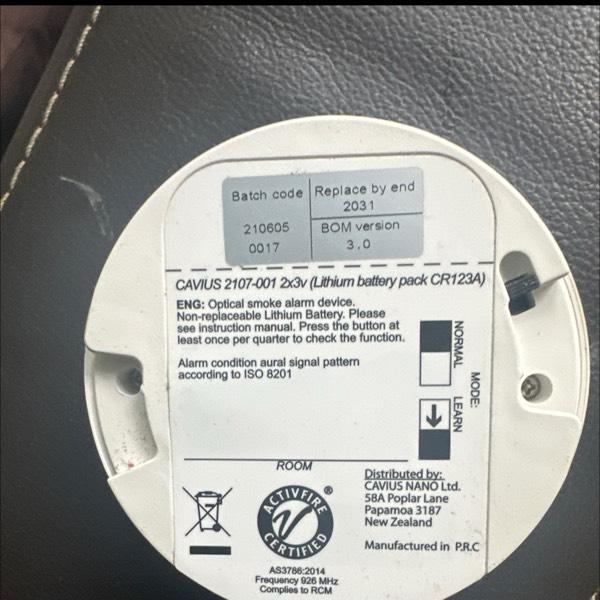 Batch code
210605
0017
Replace by end
2031
BOM version
3.0
CAVIUS 2107-001 2x3v (Lithium battery pack CR123A)
ENG: Optical smoke alarm device.
Non-replaceable Lithium Battery. Please
see instruction manual. Press the button at
least once per quarter to check the function.
Alarm condition aural signal pattern
according to ISO 8201
MODE:
NORMAL
LEARN
ROOM
ACTIVFIRE ®
CERTIFIED
AS3786:2014
Frequency 926 MHz
Complies to RCM
Distributed by:
CAVIUS NANO Ltd.
58A Poplar Lane
Papamoa 3187
New Zealand
Manufactured in P.R.C